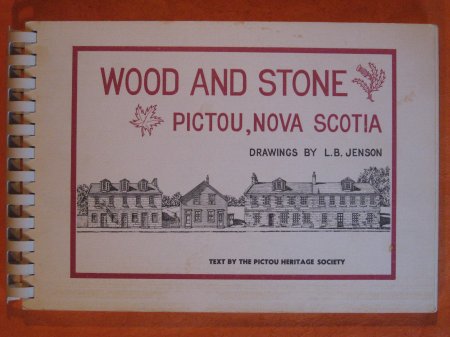 WOOD AND STONE
PICTOU, NOVA SCOTIA
DRAWINGS BY L.B. JENSON
TEXT BY THE PICTOU HERITAGE SOCIETY